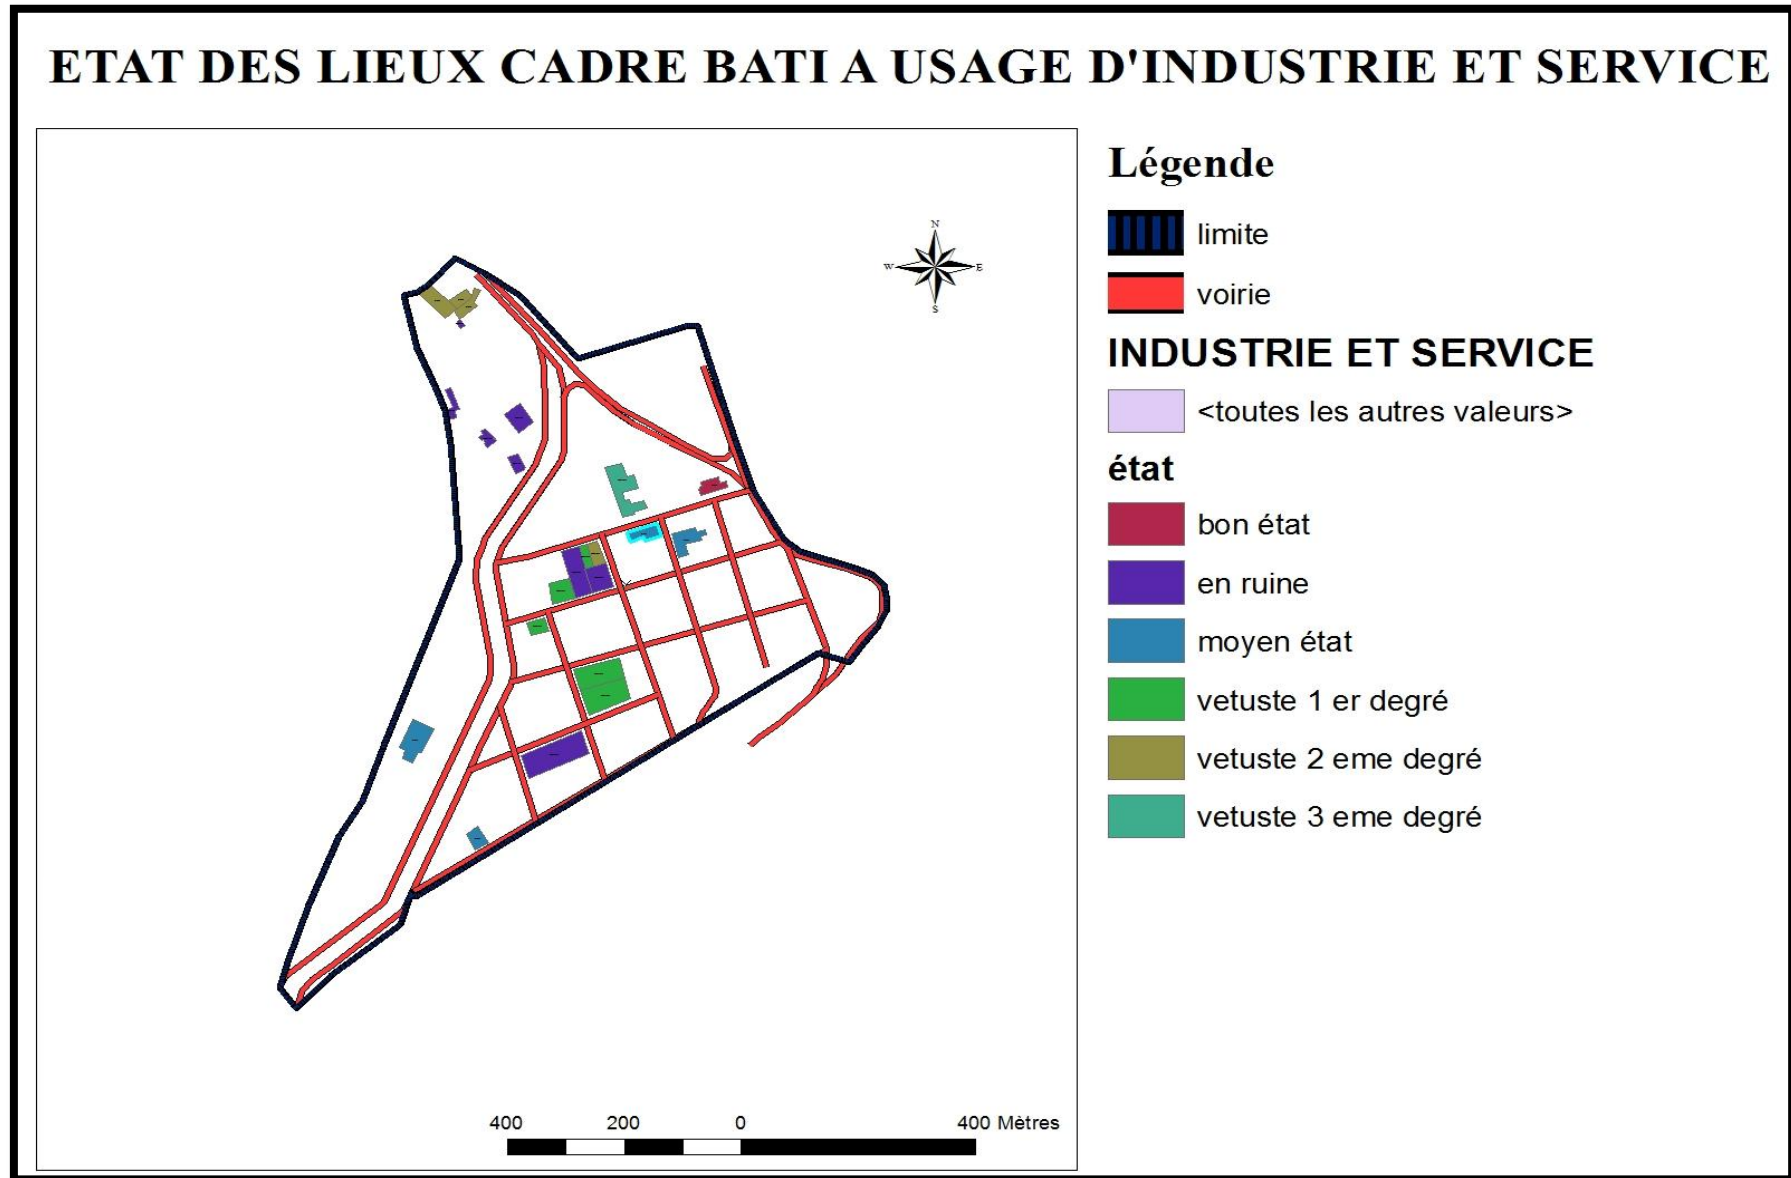 ETAT DES LIEUX CADRE BATI A USAGE D'INDUSTRIE ET SERVICE
N
W
E
S
400 200 0 400 Mètres
Légende
limite
voirie
INDUSTRIE ET SERVICE
<toutes les autres valeurs>
état
bon état
en ruine
moyen état
vetuste 1 er degré
vetuste 2 eme degré
vetuste 3 eme degré